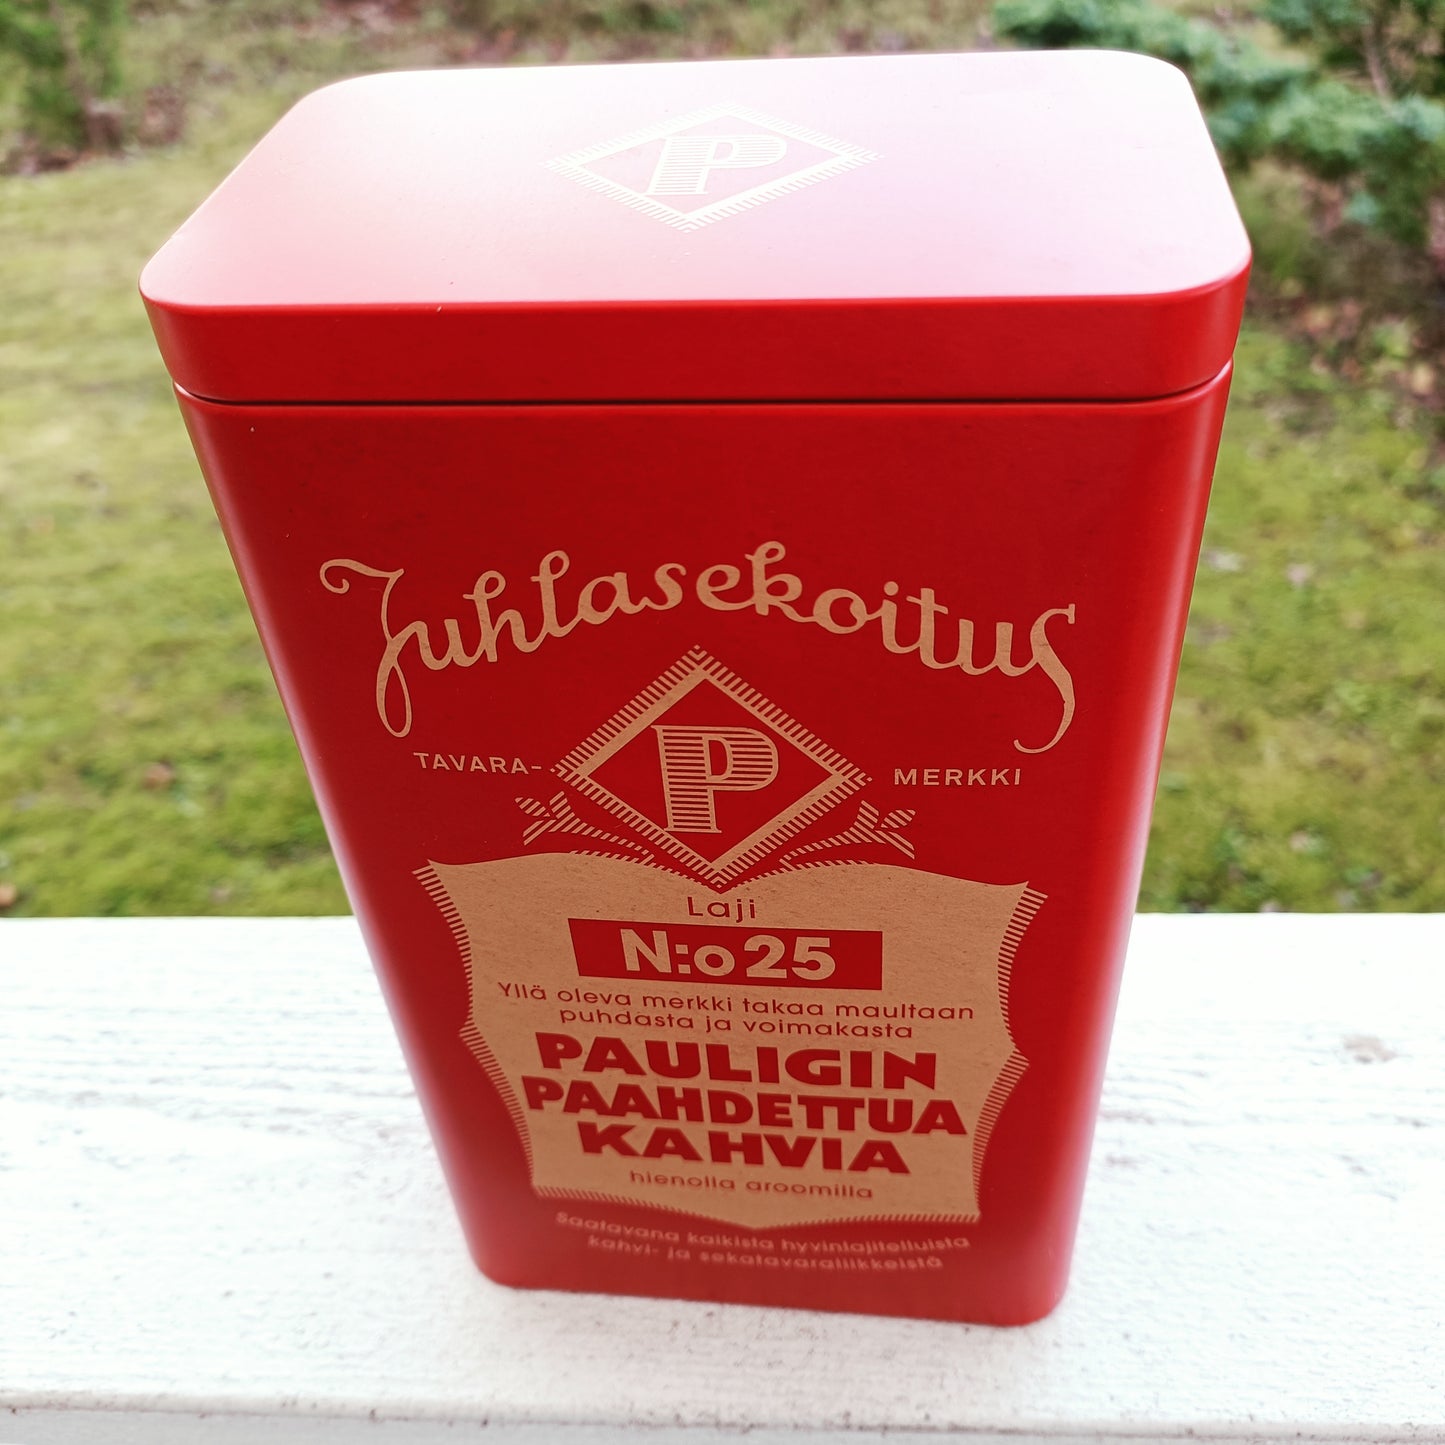 P
Juhlasekoitus
TAVARA- MERKKI
P
Laji
N:o 25
Yllä oleva merkki takaa maultaan
puhdasta ja voimakasta
PAULIGIN
PAAHDETTUA
KAHVIA
hienolla aroomilla
Saatavana kaikista hyvinlajitelluista
kahvi- ja sekatavaraliikkeistä